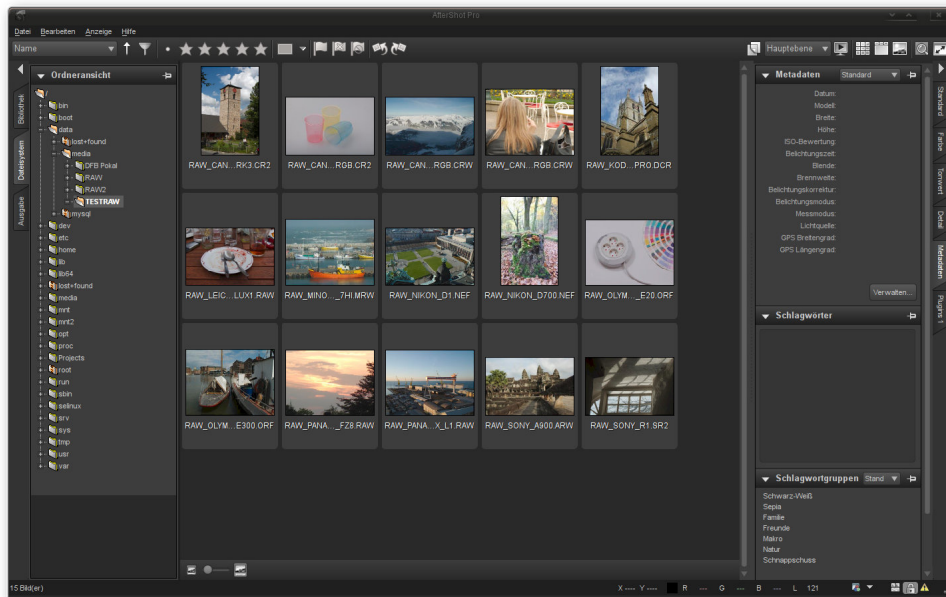 AfterShot Pro
Datei Bearbeiten Anzeige Hilfe
Name
Hauptebene
Bibliothek
Dateisystem
Ausgabe
Ordneransicht
/
bin
boot
data
lost+found
media
DFB Pokal
RAW
RAW2
TESTRAW
mysql
dev
etc
home
lib
lib64
lost+found
media
mnt
mnt2
opt
proc
Projects
root
run
sbin
selinux
srv
sys
tmp
usr
var
RAW_CAN...RK3.CR2
RAW_CAN...RGB.CR2
RAW_CAN...RGB.CRW
RAW_CAN...RGB.CRW
RAW_KOD...PRO.DCR
RAW_LEIC...LUX1.RAW
RAW_MINO..._7HI.MRW
RAW_NIKON_D1.NEF
RAW_NIKON_D700.NEF
RAW_OLYM..._E20.ORF
RAW_OLYM...E300.ORF
RAW_PANA..._FZ8.RAW
RAW_PANA...X_L1.RAW
RAW_SONY_A900.ARW
RAW_SONY_R1.SR2
Metadaten Standard
Datum:
Modell:
Breite:
Höhe:
ISO-Bewertung:
Belichtungszeit:
Blende:
Brennweite:
Belichtungskorrektur:
Belichtungsmodus:
Messmodus:
Lichtquelle:
GPS Breitengrad:
GPS Längengrad:
Verwalten...
Schlagwörter
Schlagwortgruppen Stand
Schwarz-Weiß
Sepia
Familie
Freunde
Makro
Natur
Schnappschuss
Standard
Farbe
Tonwert
Detail
Metadaten
Plugins 1
15 Bild(er)
X ---- Y ---- R --- G --- B --- L 121